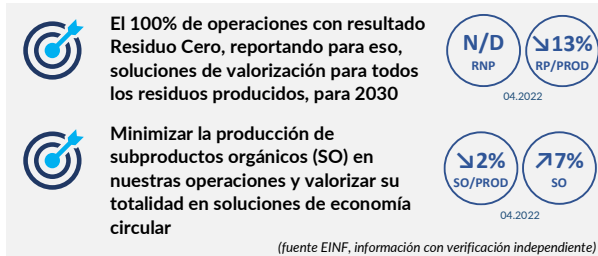 El 100% de operaciones con resultado
Residuo Cero, reportando para eso,
soluciones de valorización para todos
los residuos producidos, para 2030
N/D
RNP
↘13%
RP/PROD
04.2022
Minimizar la producción de
subproductos orgánicos (SO) en
nuestras operaciones y valorizar su
totalidad en soluciones de economía
circular
↘2%
SO/PROD
↗7%
SO
04.2022
(fuente EINF, información con verificación independiente)